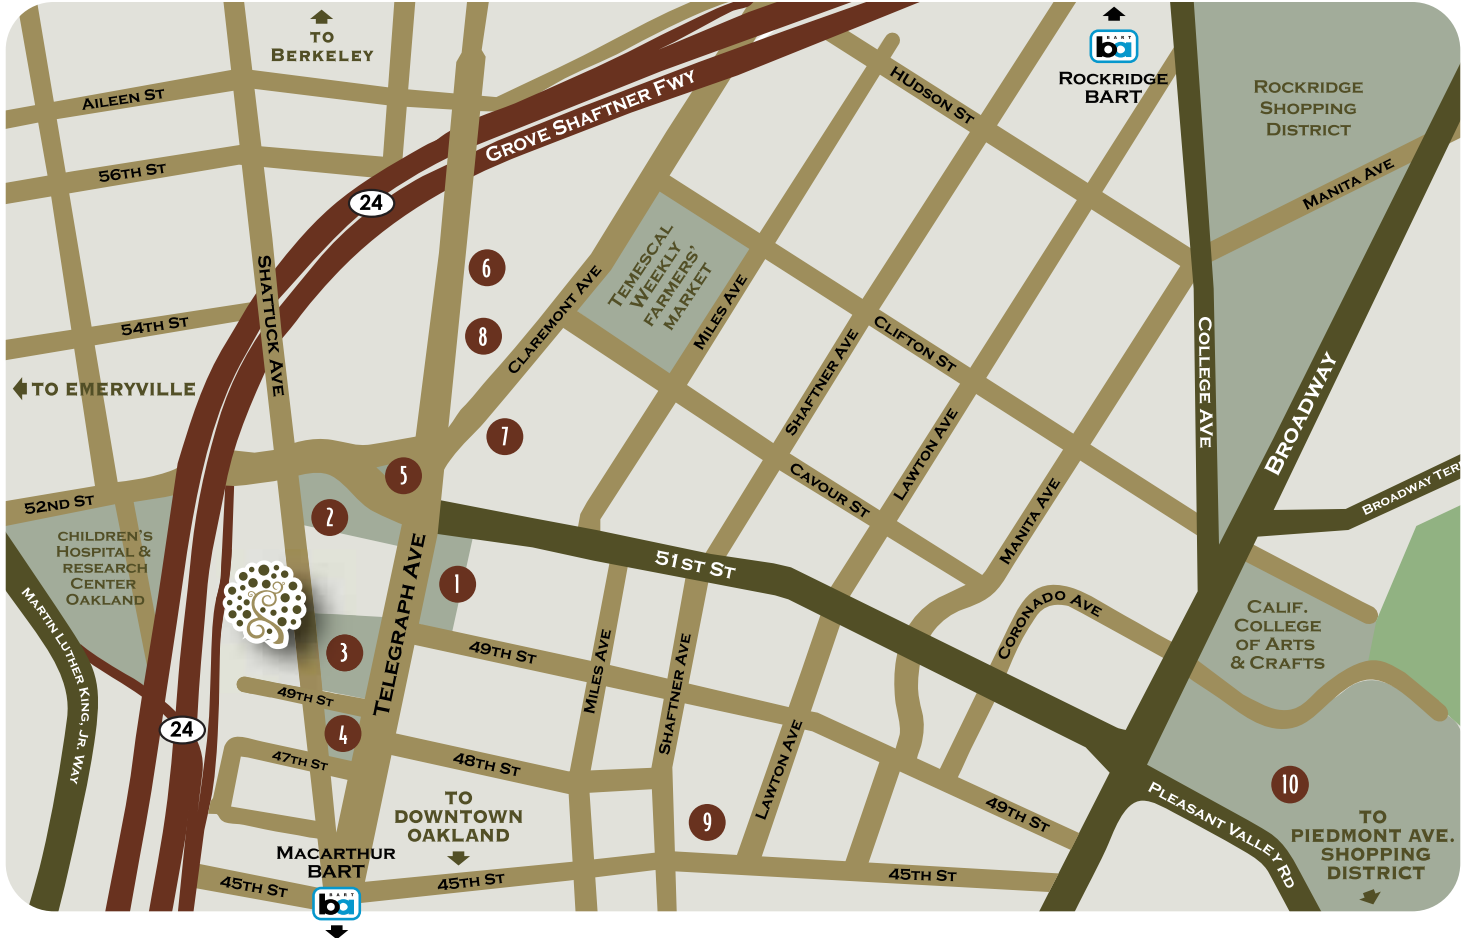 TO
BERKELEY
BART
ba
ROCKRIDGE
BART
ROCKRIDGE
SHOPPING
DISTRICT
AILEEN ST
HUDSON ST
GROVE SHAFTNER FWY
56TH ST
MANITA AVE
24
SHATTUCK AVE
TEMESCAL
WEEKLY
FARMERS'
MARKET
6
CLAREMONT AVE
MILES AVE
54TH ST
8
SHAFTNER AVE
CLIFTON ST
COLLEGE AVE
BROADWAY
TO EMERYVILLE
LAWTON AVE
7
5
CAVOUR ST
MANITA AVE
BROADWAY TER
52ND ST
2
CHILDREN'S
HOSPITAL &
RESEARCH
CENTER
OAKLAND
51ST ST
1
TELEGRAPH AVE
MARTIN LUTHER KING, JR. WAY
CORONADO AVE
CALIF.
COLLEGE
OF ARTS
& CRAFTS
3
49TH ST
MILES AVE
SHAFTNER AVE
49TH ST
24
4
47TH ST
48TH ST
LAWTON AVE
10
PLEASANT VALLEY RD
TO
DOWNTOWN
OAKLAND
9
49TH ST
TO
PIEDMONT AVE.
SHOPPING
DISTRICT
MACARTHUR
BART
45TH ST
45TH ST
45TH ST
BART
ba